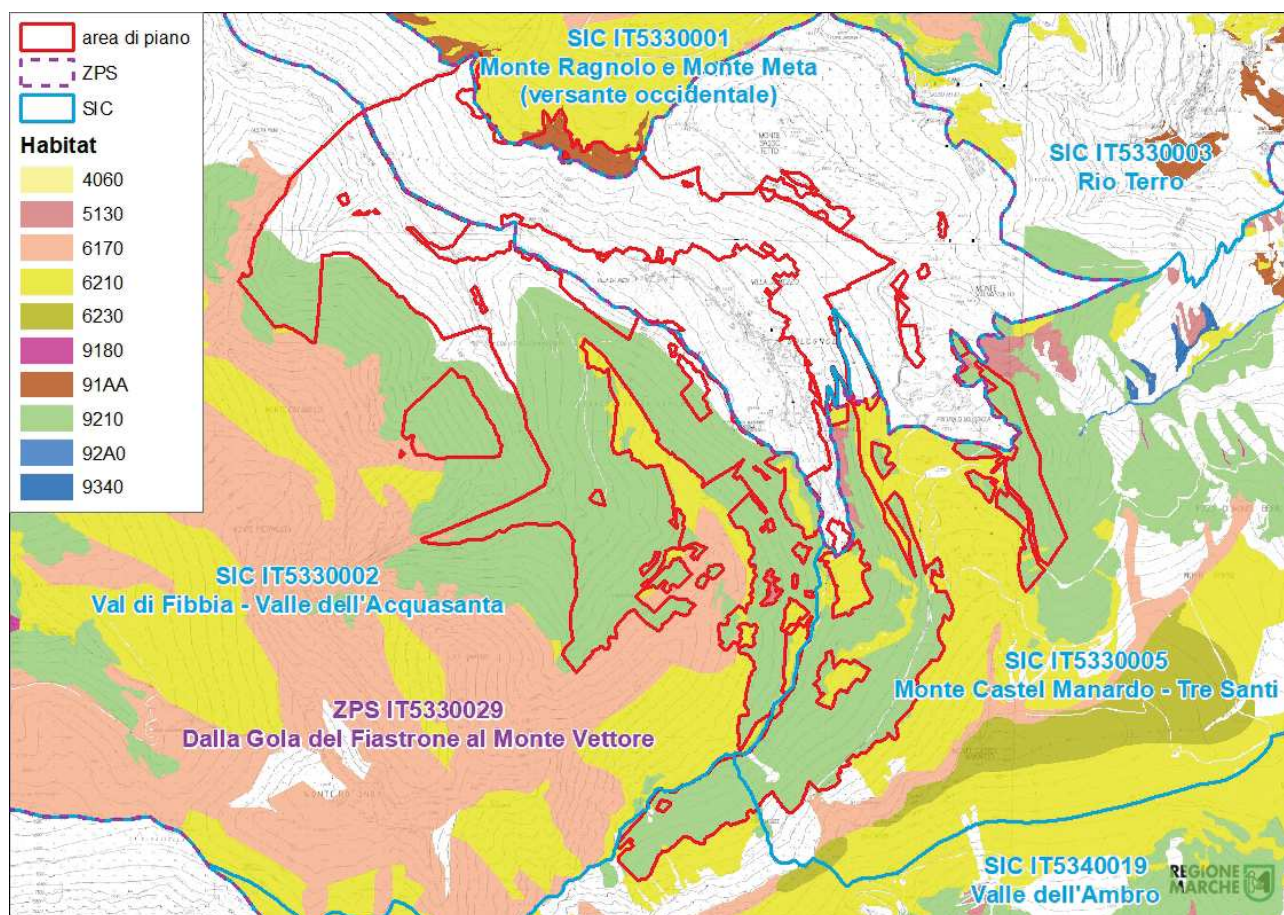 area di piano
ZPS
SIC
Habitat
4060
5130
6170
6210
6230
9180
91AA
9210
92A0
9340
SIC IT5330001
Monte Ragnolo e Monte Meta
(versante occidentale)
SIC IT5330003
Rio Terro
SIC IT5330002
Val di Fibbia - Valle dell'Acquasanta
ZPS IT5330029
Dalla Gola del Fiastrone al Monte Vettore
SIC IT5330005
Monte Castel Manardo - Tre Santi
SIC IT5340019
Valle dell'Ambro
REGIONE
MARCHE